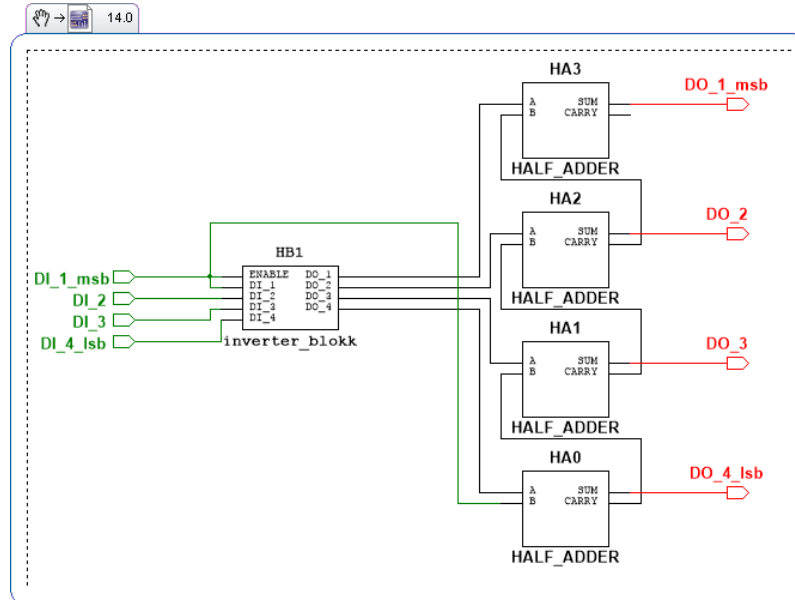 14.0
HA3
DO_1_msb
A SUM
B CARRY
HALF_ADDER
HA2
DO_2
A SUM
B CARRY
HALF_ADDER
HB1
DI_1_msb
DI_2
DI_3
DI_4_lsb
ENABLE DO_1
DI_1 DO_2
DI_2 DO_3
DI_3 DO_4
DI_4
inverter_blokk
HA1
DO_3
A SUM
B CARRY
HALF_ADDER
HA0
DO_4_lsb
A SUM
B CARRY
HALF_ADDER